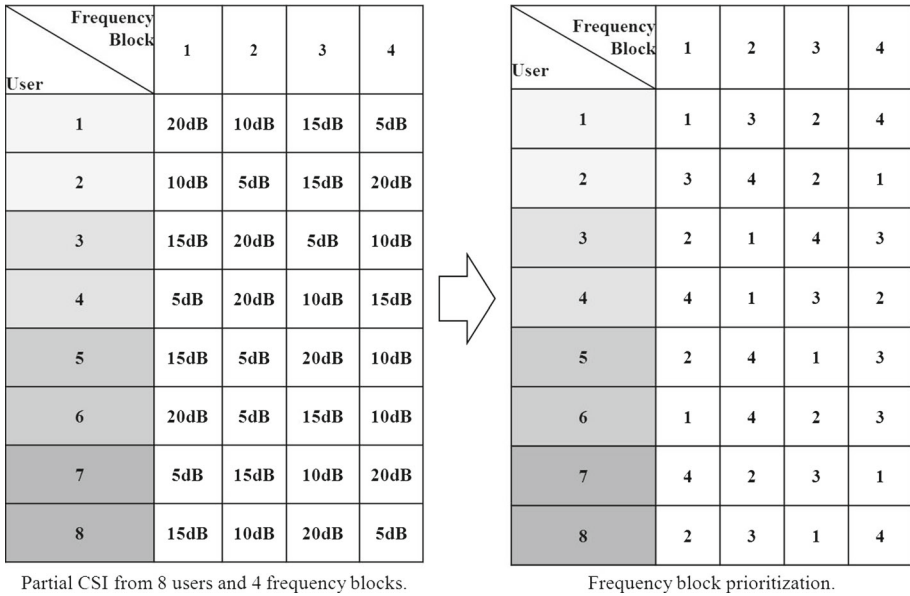 Frequency
Block
User
1 2 3 4
1 20dB 10dB 15dB 5dB
2 10dB 5dB 15dB 20dB
3 15dB 20dB 5dB 10dB
4 5dB 20dB 10dB 15dB
5 15dB 5dB 20dB 10dB
6 20dB 5dB 15dB 10dB
7 5dB 15dB 10dB 20dB
8 15dB 10dB 20dB 5dB
Partial CSI from 8 users and 4 frequency blocks.
Frequency
Block
User
1 2 3 4
1 1 3 2 4
2 3 4 2 1
3 2 1 4 3
4 4 1 3 2
5 2 4 1 3
6 1 4 2 3
7 4 2 3 1
8 2 3 1 4
Frequency block prioritization.